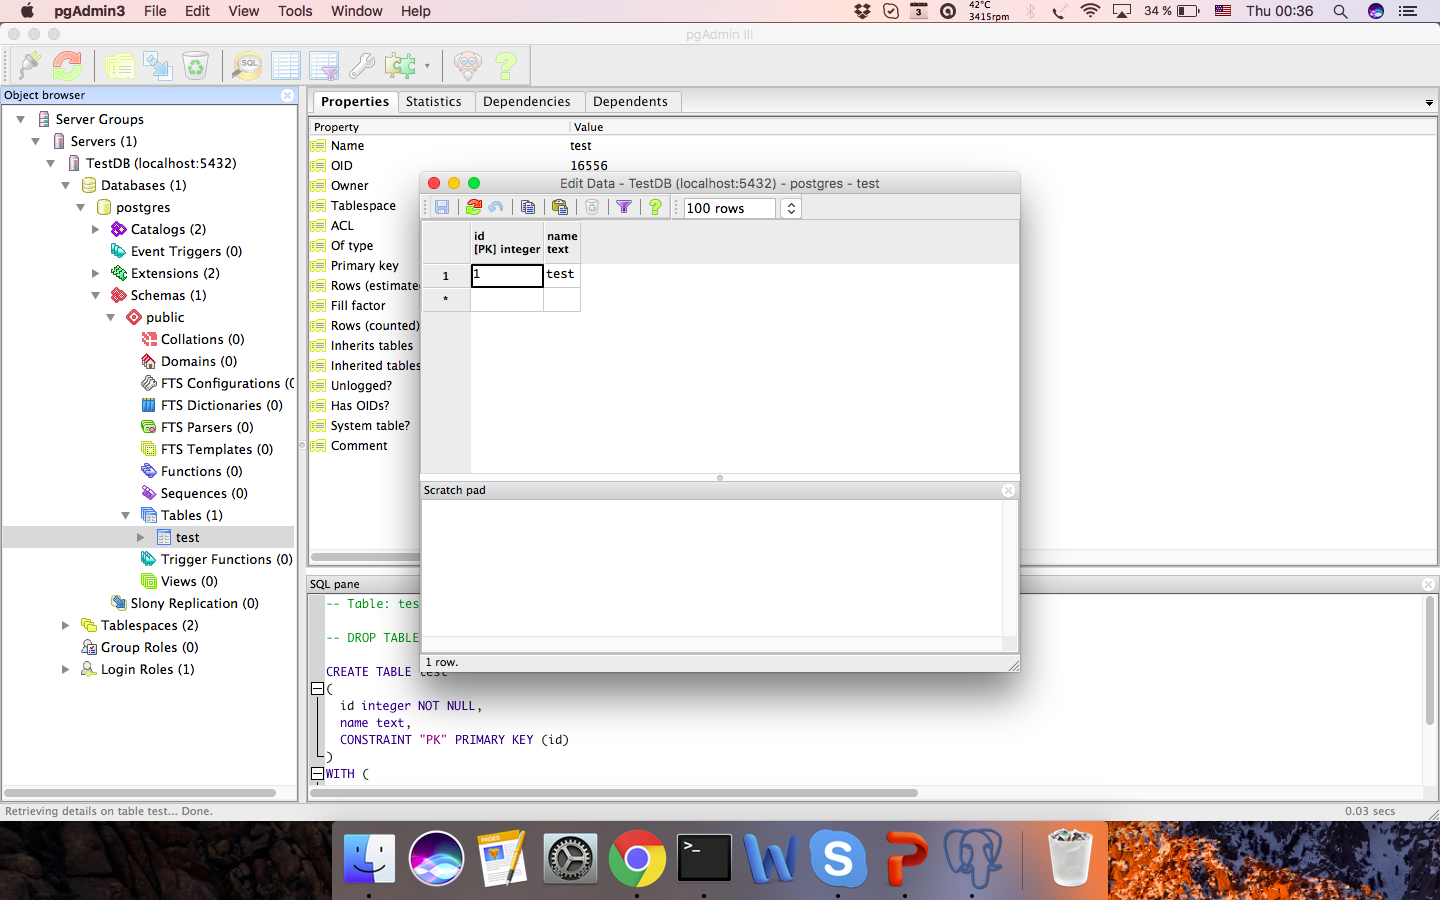 pgAdmin3 File Edit View Tools Window Help
3 42°C 3415rpm 34 % Thu 00:36
pgAdmin III
SQL
Object browser
Server Groups
Servers (1)
TestDB (localhost:5432)
Databases (1)
postgres
Catalogs (2)
Event Triggers (0)
Extensions (2)
Schemas (1)
public
Collations (0)
Domains (0)
FTS Configurations (0
FTS Dictionaries (0)
FTS Parsers (0)
FTS Templates (0)
Functions (0)
Sequences (0)
Tables (1)
test
Trigger Functions (0)
Views (0)
Slony Replication (0)
Tablespaces (2)
Group Roles (0)
Login Roles (1)
Properties Statistics Dependencies Dependents
Property Value
Name test
OID 16556
Owner
Tablespace
ACL
Of type
Primary key
Rows (estimated
Fill factor
Rows (counted)
Inherits tables
Inherited tables
Unlogged?
Has OIDs?
System table?
Comment
Edit Data - TestDB (localhost:5432) - postgres - test
100 rows
id [PK] integer
name text
1 1 test
*
Scratch pad
1 row.
SQL pane
-- Table: tes
-- DROP TABLE
CREATE TABLE test
(
id integer NOT NULL,
name text,
CONSTRAINT "PK" PRIMARY KEY (id)
)
WITH (
Retrieving details on table test... Done.
0.03 secs
PAGES
>_